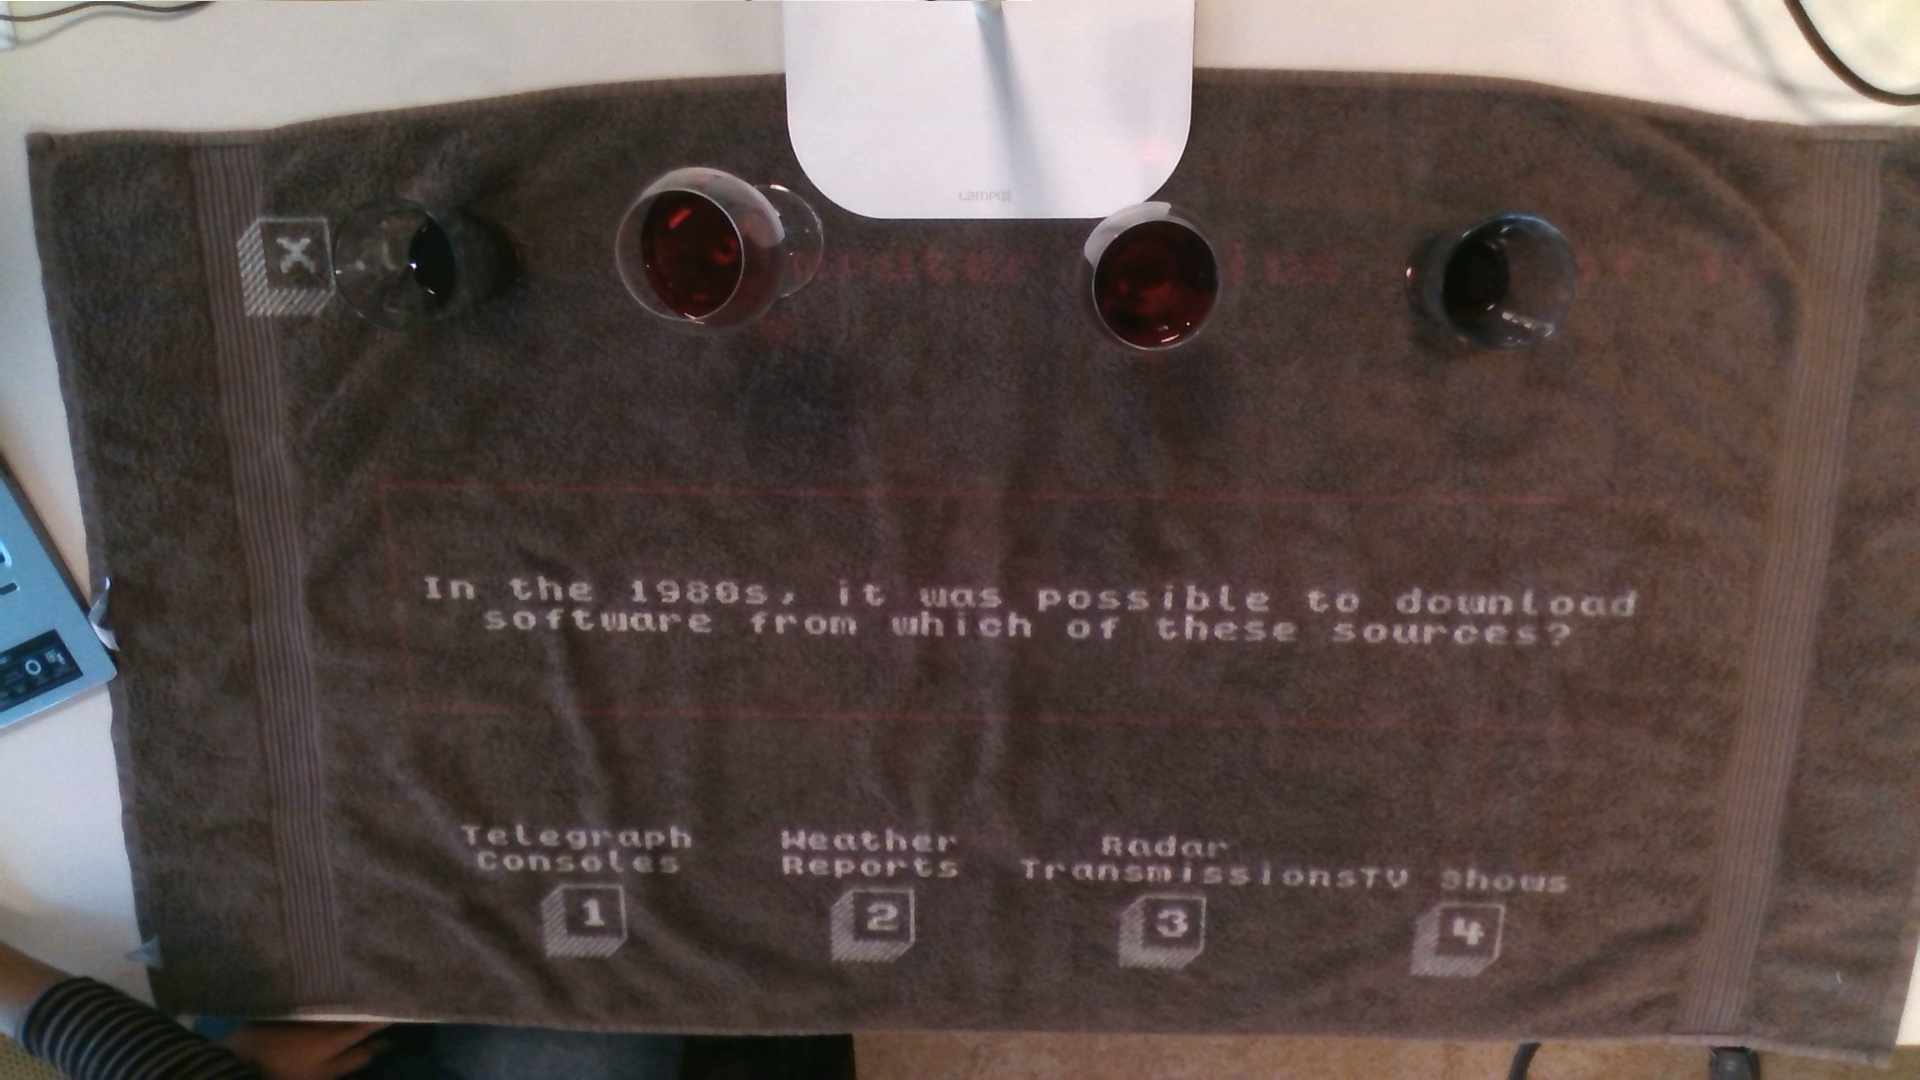 X
In the 1980s, it was possible to download
software from which of these sources?
Telegraph
Consoles
Weather
Reports
Radar
Transmissions
TV Shows
1
2
3
4